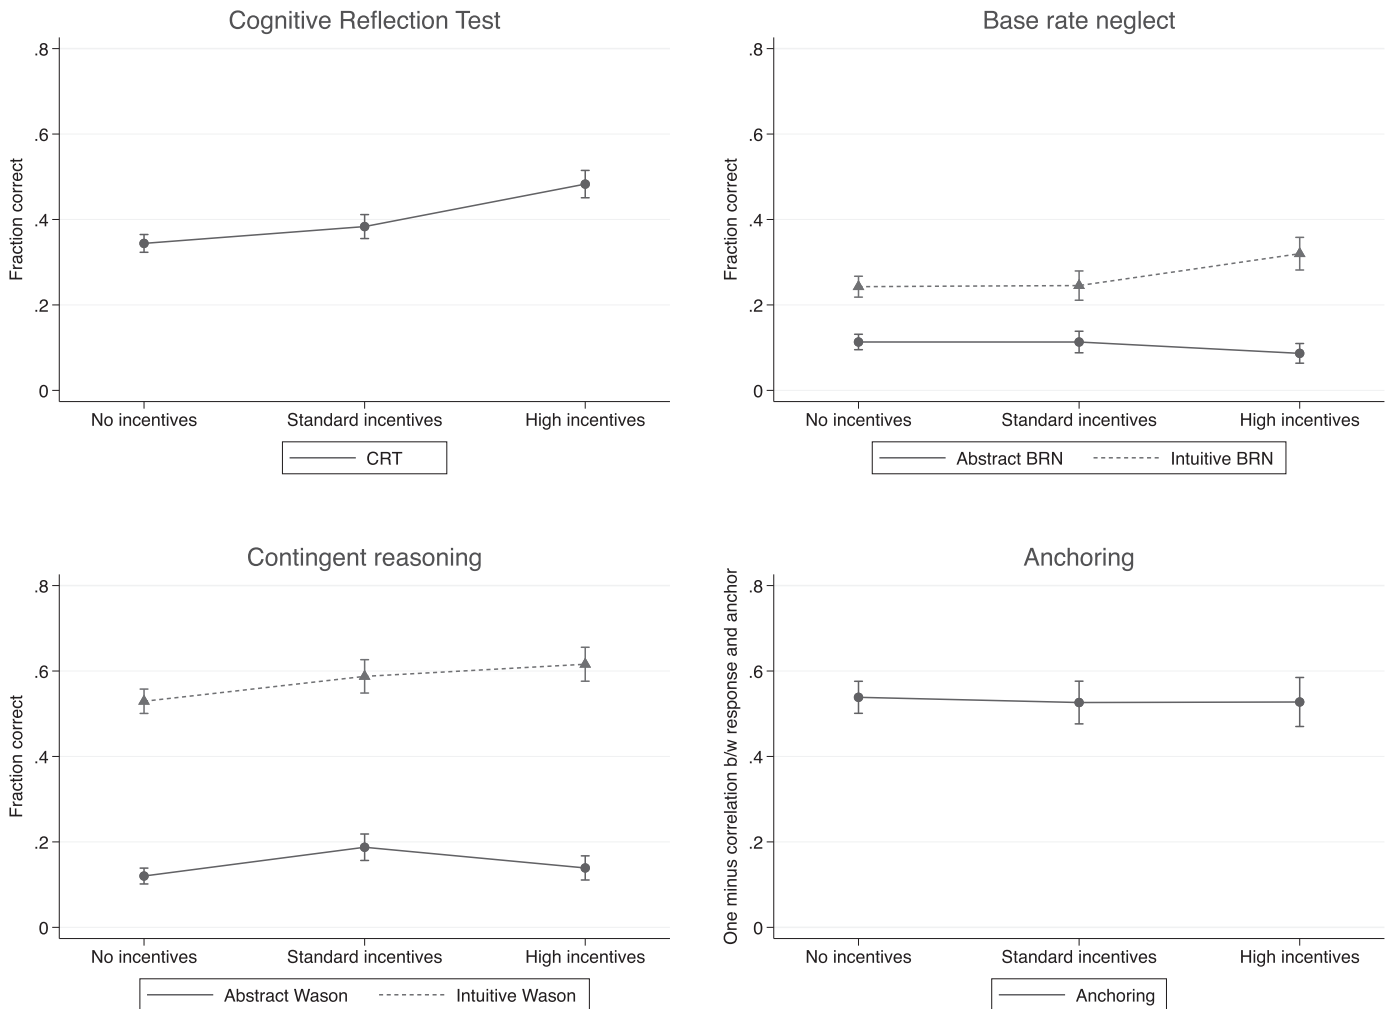 Cognitive Reflection Test
Fraction correct
.8
.6
.4
.2
0
No incentives Standard incentives High incentives
CRT
Base rate neglect
Fraction correct
.8
.6
.4
.2
0
No incentives Standard incentives High incentives
Abstract BRN Intuitive BRN
Contingent reasoning
Fraction correct
.8
.6
.4
.2
0
No incentives Standard incentives High incentives
Abstract Wason Intuitive Wason
Anchoring
One minus correlation b/w response and anchor
.8
.6
.4
.2
0
No incentives Standard incentives High incentives
Anchoring